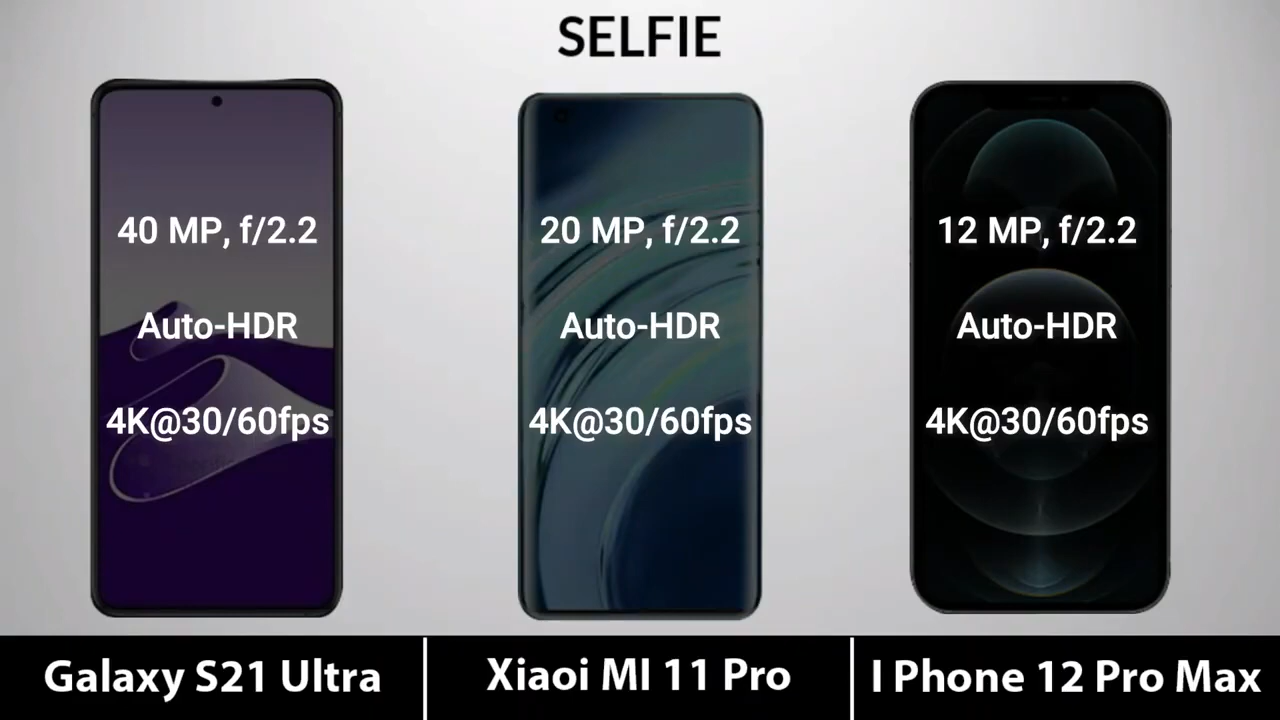 SELFIE
40 MP, f/2.2
Auto-HDR
4K@30/60fps
20 MP, f/2.2
Auto-HDR
4K@30/60fps
12 MP, f/2.2
Auto-HDR
4K@30/60fps
Galaxy S21 Ultra
Xiaoi MI 11 Pro
I Phone 12 Pro Max